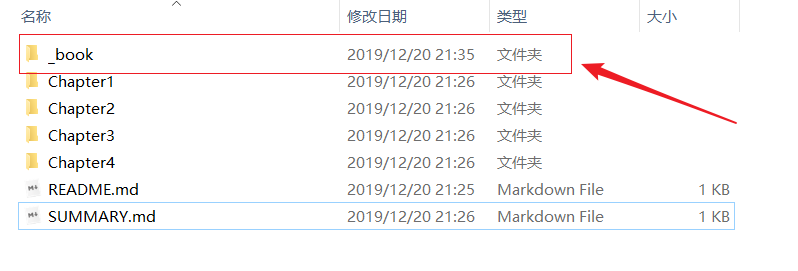 名称 修改日期 类型 大小
_book 2019/12/20 21:35 文件夹
Chapter1 2019/12/20 21:26 文件夹
Chapter2 2019/12/20 21:26 文件夹
Chapter3 2019/12/20 21:26 文件夹
Chapter4 2019/12/20 21:26 文件夹
README.md 2019/12/20 21:25 Markdown File 1 KB
SUMMARY.md 2019/12/20 21:26 Markdown File 1 KB